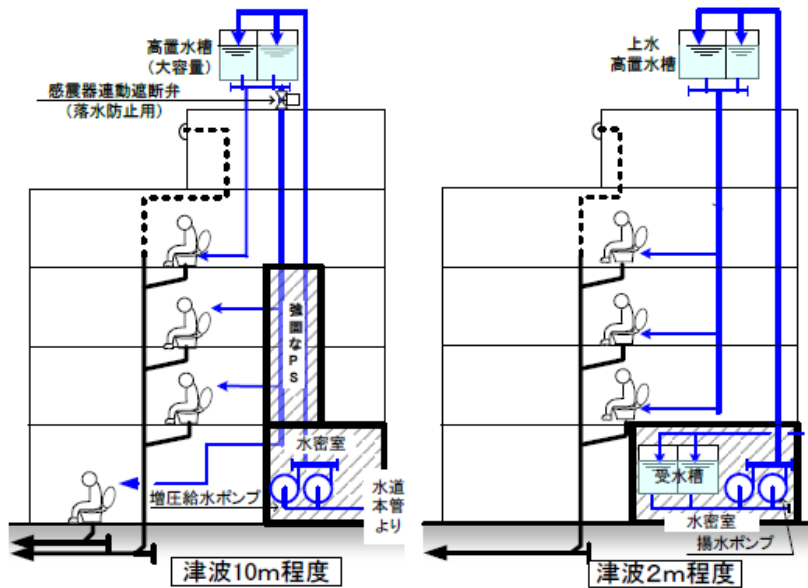 高置水槽
(大容量)
感震器連動遮断弁
(落水防止用)
強固なPS
水密室
増圧給水ポンプ
水道
本管
より
津波10m程度
上水
高置水槽
受水槽
水密室
揚水ポンプ
津波2m程度